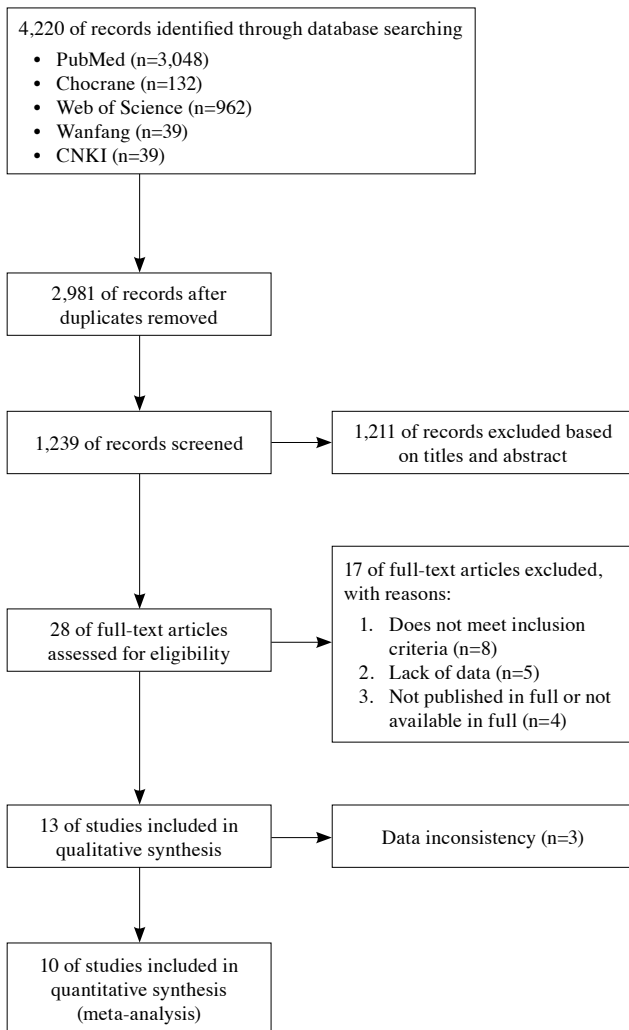 4,220 of records identified through database searching
• PubMed (n=3,048)
• Chocrane (n=132)
• Web of Science (n=962)
• Wanfang (n=39)
• CNKI (n=39)
2,981 of records after
duplicates removed
1,239 of records screened
1,211 of records excluded based
on titles and abstract
28 of full-text articles
assessed for eligibility
17 of full-text articles excluded,
with reasons:
1. Does not meet inclusion
criteria (n=8)
2. Lack of data (n=5)
3. Not published in full or not
available in full (n=4)
13 of studies included in
qualitative synthesis
Data inconsistency (n=3)
10 of studies included in
quantitative synthesis
(meta-analysis)